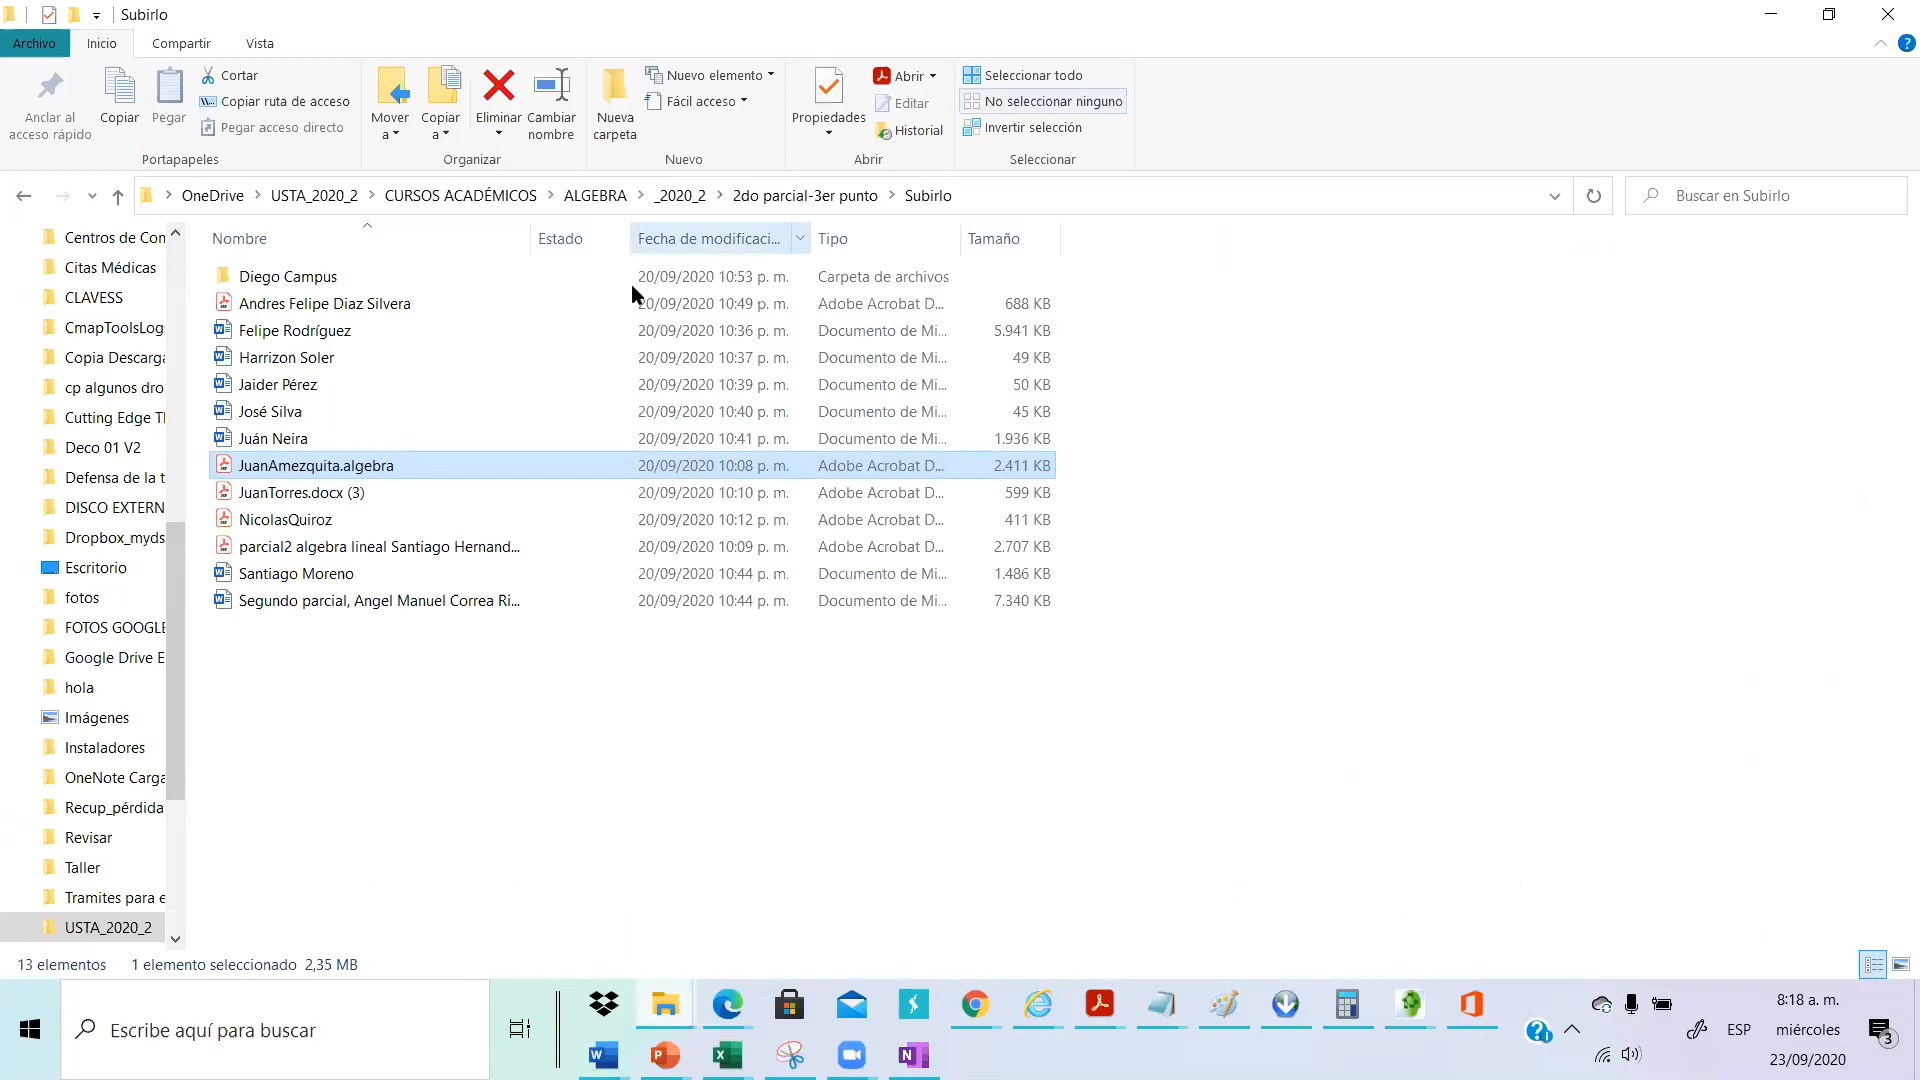 Subirlo
Archivo
Inicio
Compartir
Vista
Anclar al
acceso rápido
Copiar
Pegar
Cortar
Copiar ruta de acceso
Pegar acceso directo
Portapapeles
Mover
a
Copiar
a
Eliminar
Cambiar
nombre
Organizar
Nueva
carpeta
Nuevo elemento
Fácil acceso
Nuevo
Propiedades
Abrir
Editar
Historial
Abrir
Seleccionar todo
No seleccionar ninguno
Invertir selección
Seleccionar
OneDrive > USTA_2020_2 > CURSOS ACADÉMICOS > ALGEBRA > _2020_2 > 2do parcial-3er punto > Subirlo
Buscar en Subirlo
Centros de Con
Citas Médicas
CLAVESS
CmapToolsLog
Copia Descarga
cp algunos dro
Cutting Edge Th
Deco 01 V2
Defensa de la t
DISCO EXTERN
Dropbox_myds
Escritorio
fotos
FOTOS GOOGLE
Google Drive E
hola
Imágenes
Instaladores
OneNote Carga
Recup_pérdida
Revisar
Taller
Tramites para e
USTA_2020_2
Nombre Estado Fecha de modificaci... Tipo Tamaño
Diego Campus 20/09/2020 10:53 p. m. Carpeta de archivos
Andres Felipe Diaz Silvera 20/09/2020 10:49 p. m. Adobe Acrobat D... 688 KB
Felipe Rodríguez 20/09/2020 10:36 p. m. Documento de Mi... 5.941 KB
Harrizon Soler 20/09/2020 10:37 p. m. Documento de Mi... 49 KB
Jaider Pérez 20/09/2020 10:39 p. m. Documento de Mi... 50 KB
José Silva 20/09/2020 10:40 p. m. Documento de Mi... 45 KB
Juán Neira 20/09/2020 10:41 p. m. Documento de Mi... 1.936 KB
JuanAmezquita.algebra 20/09/2020 10:08 p. m. Adobe Acrobat D... 2.411 KB
JuanTorres.docx (3) 20/09/2020 10:10 p. m. Adobe Acrobat D... 599 KB
NicolasQuiroz 20/09/2020 10:12 p. m. Adobe Acrobat D... 411 KB
parcial2 algebra lineal Santiago Hernand... 20/09/2020 10:09 p. m. Adobe Acrobat D... 2.707 KB
Santiago Moreno 20/09/2020 10:44 p. m. Documento de Mi... 1.486 KB
Segundo parcial, Angel Manuel Correa Ri... 20/09/2020 10:44 p. m. Documento de Mi... 7.340 KB
13 elementos 1 elemento seleccionado 2,35 MB
Escribe aquí para buscar
ESP
8:18 a. m.
miércoles
23/09/2020
3